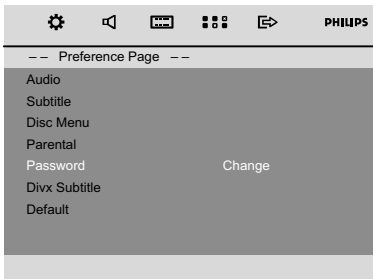 PHILIPS
-- Preference Page --
Audio
Subtitle
Disc Menu
Parental
Password Change
Divx Subtitle
Default